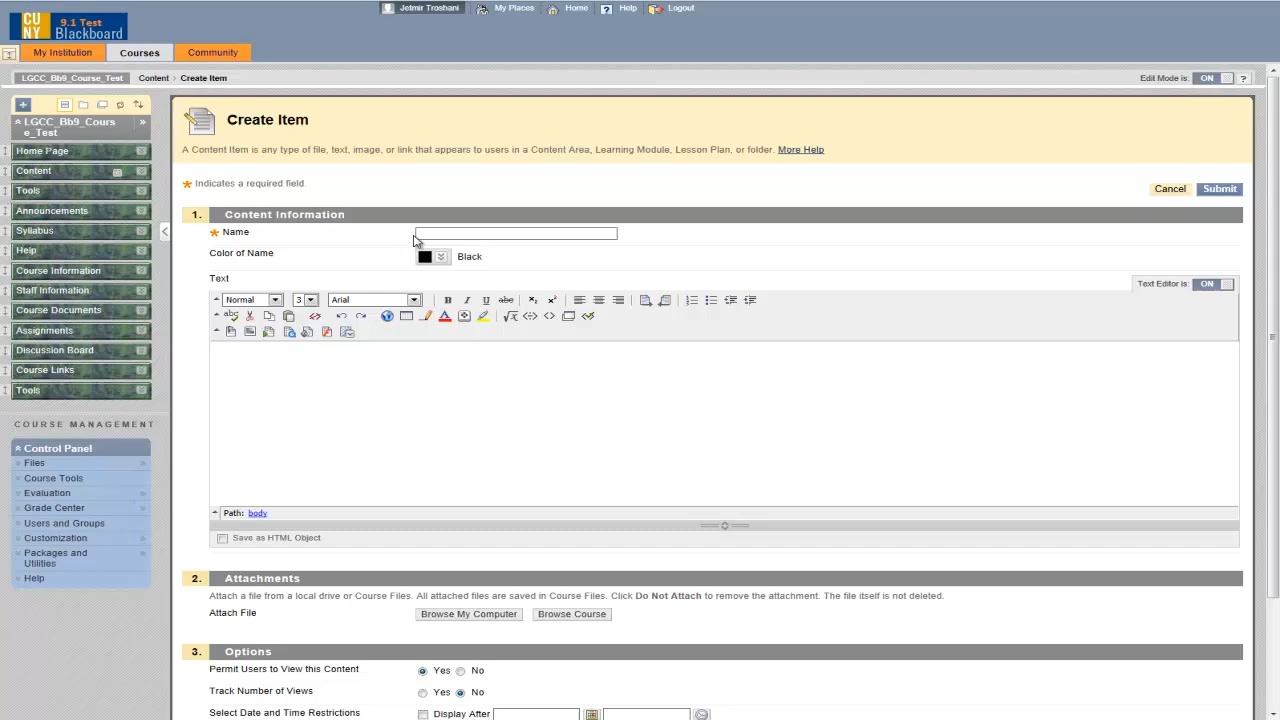 Jetmir Troshani My Places Home ? Help Logout
CU NY 9.1 Test Blackboard
My Institution Courses Community
LGCC_Bb9_Course_Test Content Create Item Edit Mode is: ON ?
LGCC_Bb9_Cours
e_Test
Home Page
Content
Tools
Announcements
Syllabus
Help
Course Information
Staff Information
Course Documents
Assignments
Discussion Board
Course Links
Tools
COURSE MANAGEMENT
Control Panel
Files
Course Tools
Evaluation
Grade Center
Users and Groups
Customization
Packages and
Utilities
Help
Create Item
A Content Item is any type of file, text, image, or link that appears to users in a Content Area, Learning Module, Lesson Plan, or folder. More Help
Indicates a required field.
Cancel Submit
1. Content Information
Name
Color of Name Black
Text
Text Editor is: ON
Normal 3 Arial B I U abc
Path: body
Save as HTML Object
2. Attachments
Attach a file from a local drive or Course Files. All attached files are saved in Course Files. Click Do Not Attach to remove the attachment. The file itself is not deleted.
Attach File Browse My Computer Browse Course
3. Options
Permit Users to View this Content Yes No
Track Number of Views Yes No
Select Date and Time Restrictions Display After